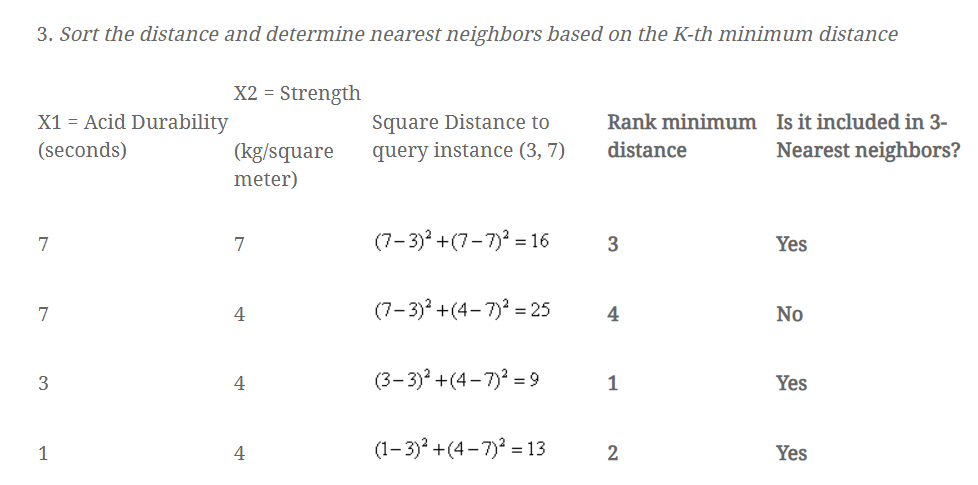 3. Sort the distance and determine nearest neighbors based on the K-th minimum distance
X2 = Strength
X1 = Acid Durability Square Distance to Rank minimum Is it included in 3-
(seconds) (kg/square query instance (3, 7) distance Nearest neighbors?
meter)
7 7 (7−3)² +(7−7)² = 16 3 Yes
7 4 (7−3)² +(4−7)² = 25 4 No
3 4 (3−3)² +(4−7)² = 9 1 Yes
1 4 (1−3)² +(4−7)² = 13 2 Yes